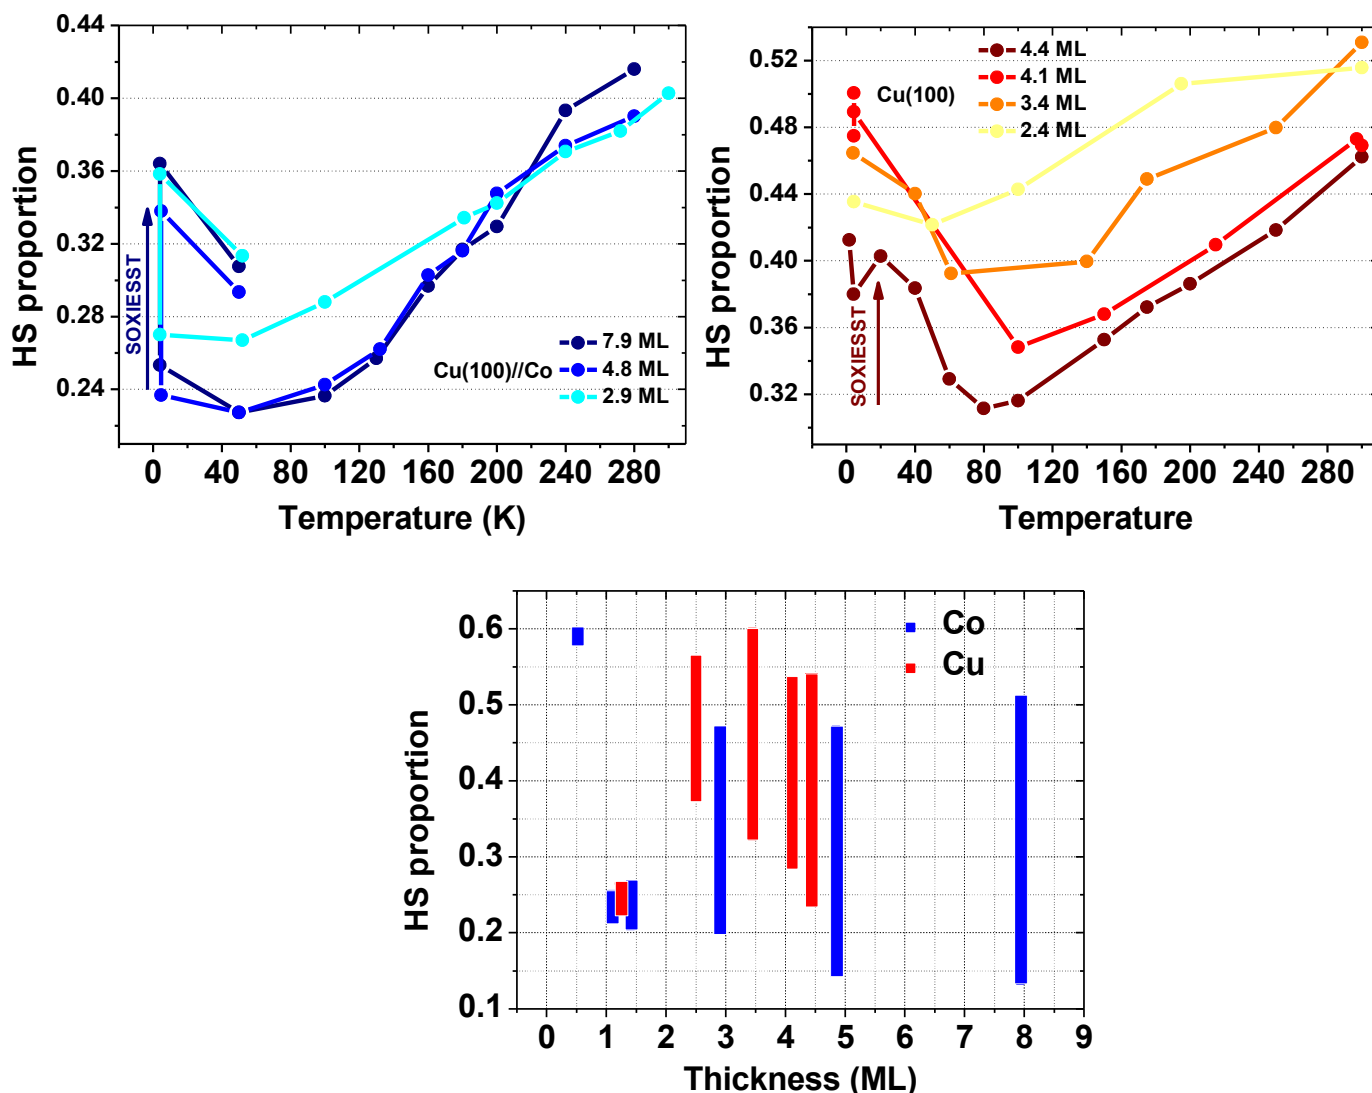 0.44
0.40
0.36
0.32
0.28
0.24
HS proportion
SOXIESST
Cu(100)//Co
7.9 ML
4.8 ML
2.9 ML
0 40 80 120 160 200 240 280
Temperature (K)
0.52
0.48
0.44
0.40
0.36
0.32
HS proportion
Cu(100)
4.4 ML
4.1 ML
3.4 ML
2.4 ML
SOXIESST
0 40 80 120 160 200 240 280
Temperature
0.6
0.5
0.4
0.3
0.2
0.1
HS proportion
Co
Cu
0 1 2 3 4 5 6 7 8 9
Thickness (ML)